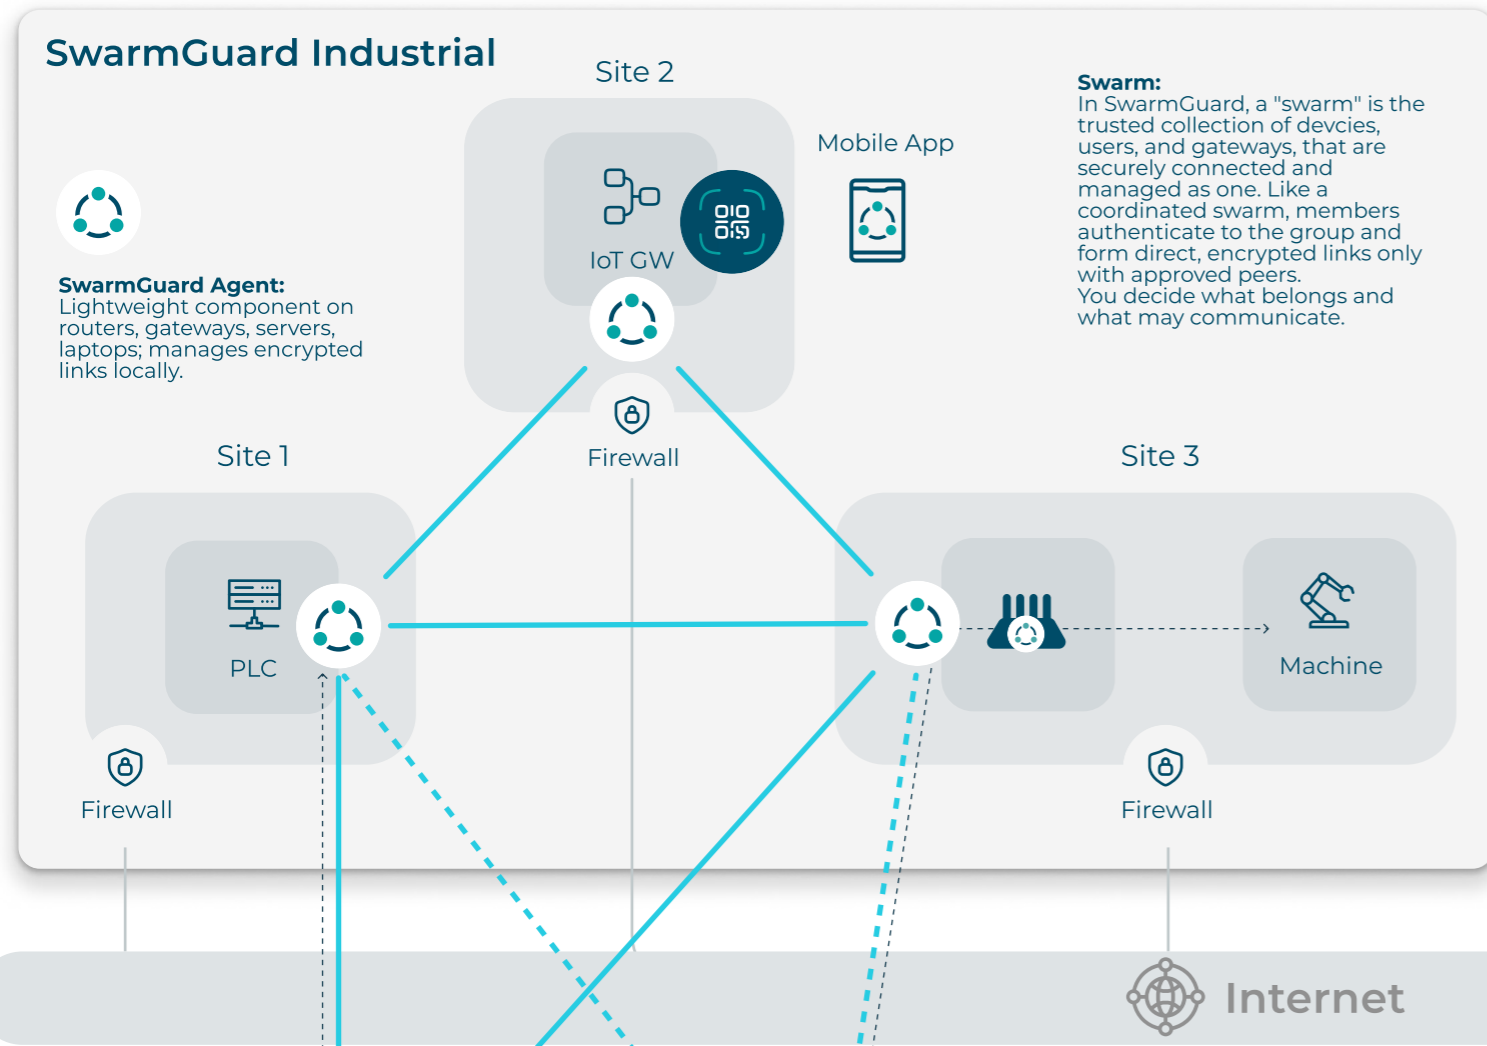 SwarmGuard Industrial
Site 2
Swarm:
In SwarmGuard, a "swarm" is the
trusted collection of devcies,
users, and gateways, that are
securely connected and
managed as one. Like a
coordinated swarm, members
authenticate to the group and
form direct, encrypted links only
with approved peers.
You decide what belongs and
what may communicate.
Mobile App
IoT GW
SwarmGuard Agent:
Lightweight component on
routers, gateways, servers,
laptops; manages encrypted
links locally.
Firewall
Site 1
Site 3
PLC
Machine
Firewall
Firewall
Internet